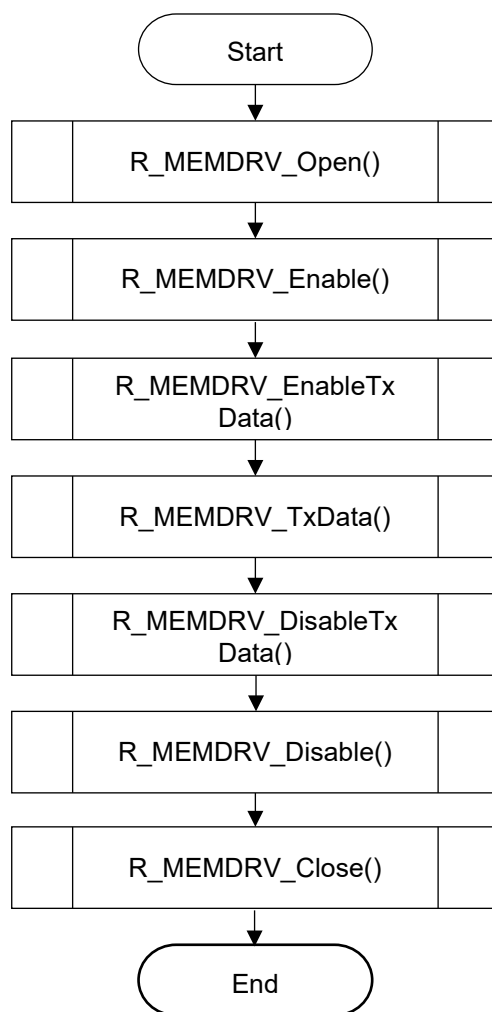 Start
R_MEMDRV_Open()
R_MEMDRV_Enable()
R_MEMDRV_EnableTx
Data()
R_MEMDRV_TxData()
R_MEMDRV_DisableTx
Data()
R_MEMDRV_Disable()
R_MEMDRV_Close()
End